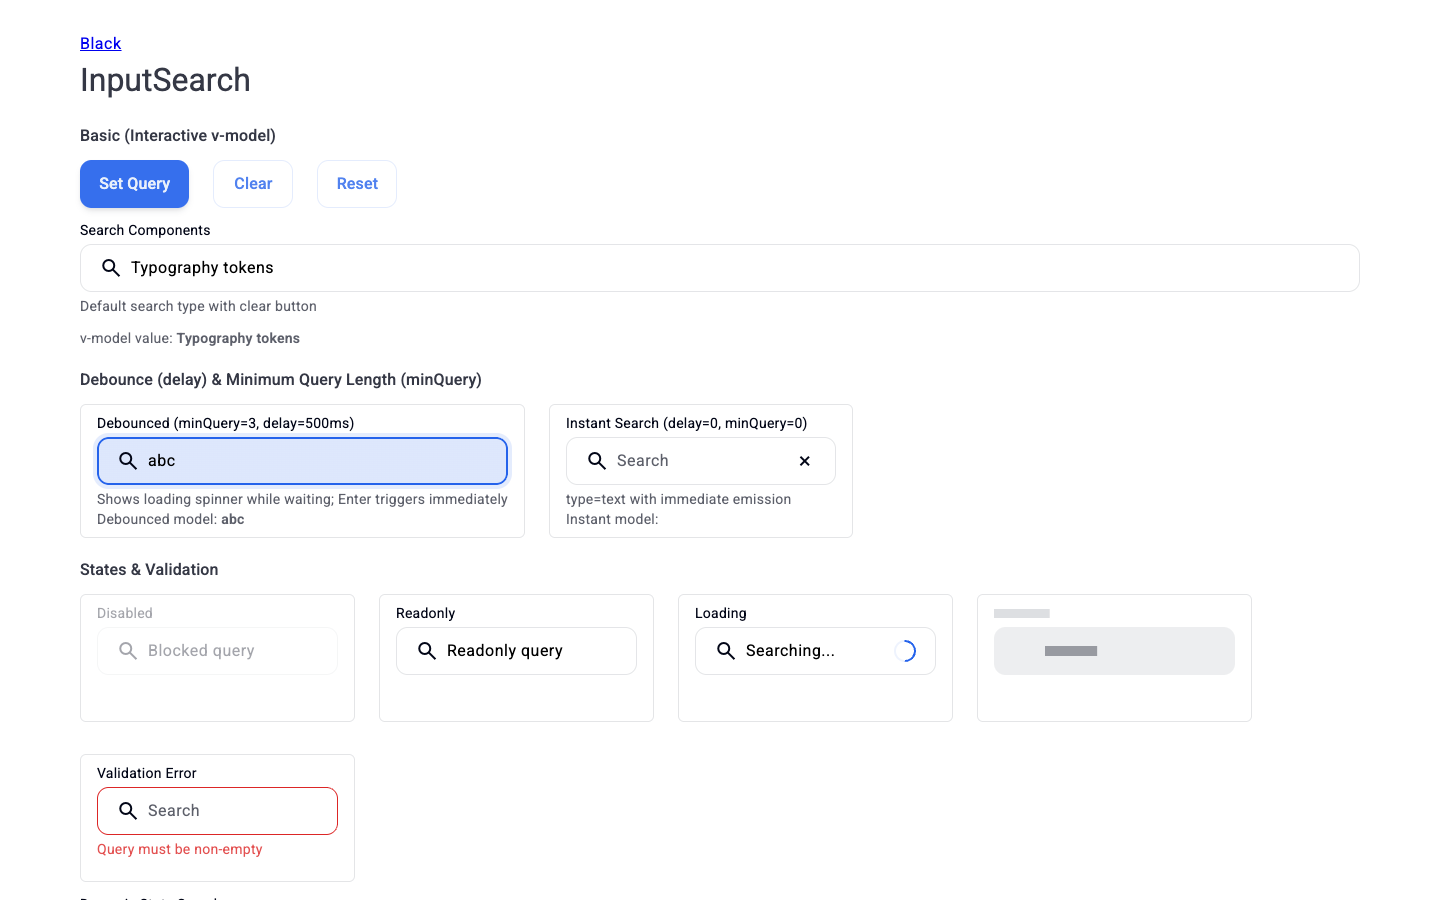 Black
InputSearch
Basic (Interactive v-model)
Set Query Clear Reset
Search Components
Typography tokens
Default search type with clear button
v-model value: Typography tokens
Debounce (delay) & Minimum Query Length (minQuery)
Debounced (minQuery=3, delay=500ms)
abc
Shows loading spinner while waiting; Enter triggers immediately
Debounced model: abc
Instant Search (delay=0, minQuery=0)
Search
type=text with immediate emission
Instant model:
States & Validation
Disabled
Blocked query
Readonly
Readonly query
Loading
Searching...
Validation Error
Search
Query must be non-empty